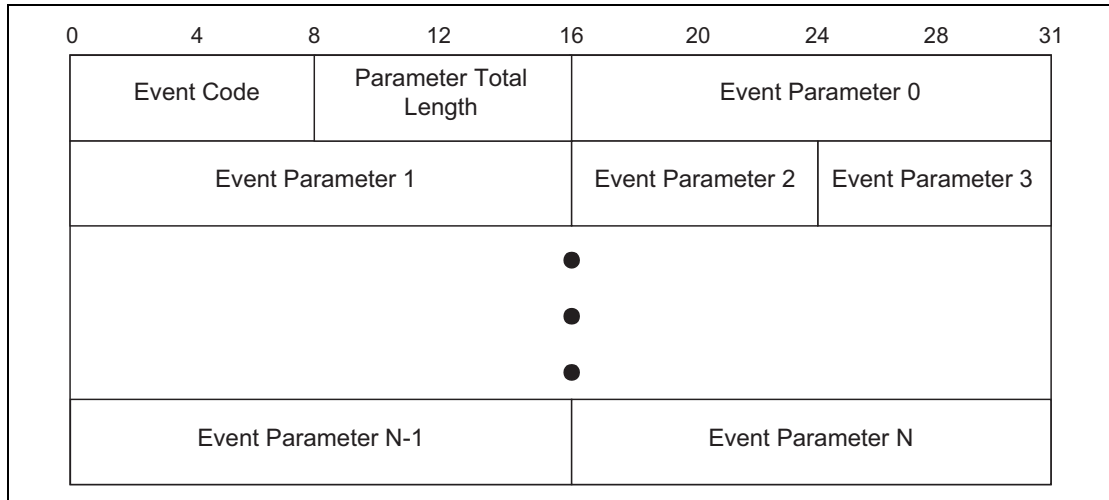 0 4 8 12 16 20 24 28 31
Event Code
Parameter Total
Length
Event Parameter 0
Event Parameter 1
Event Parameter 2
Event Parameter 3
Event Parameter N-1
Event Parameter N